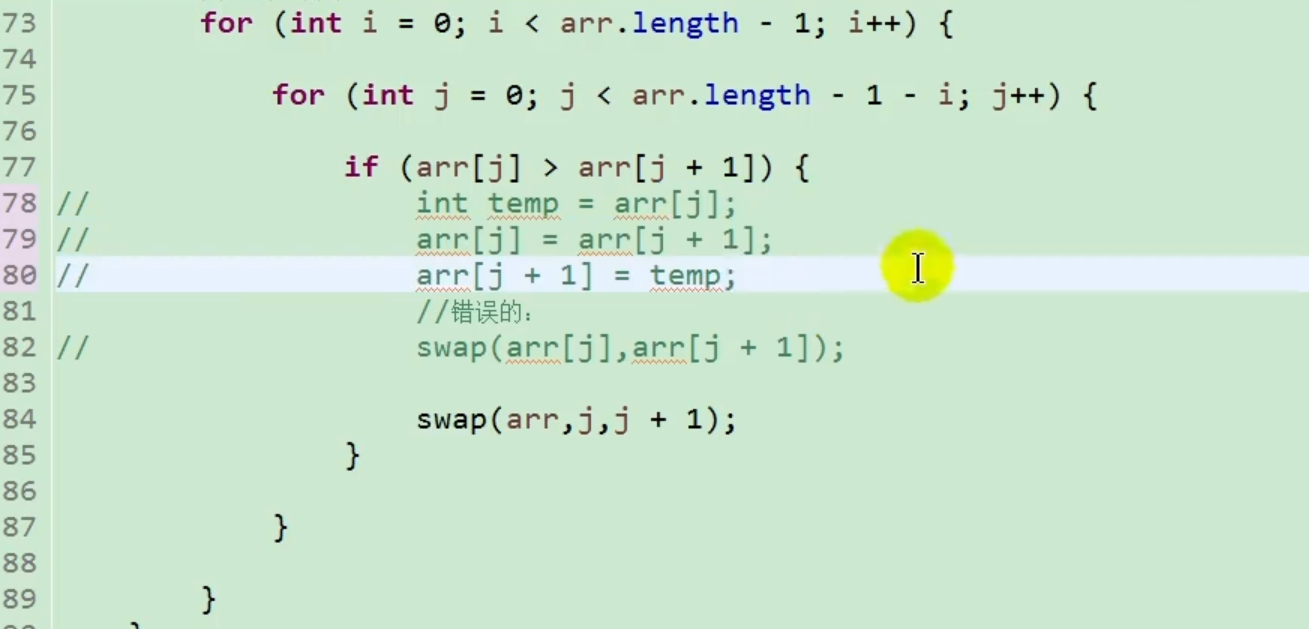 73 for (int i = 0; i < arr.length - 1; i++) {
74
75 for (int j = 0; j < arr.length - 1 - i; j++) {
76
77 if (arr[j] > arr[j + 1]) {
78 // int temp = arr[j];
79 // arr[j] = arr[j + 1];
80 // arr[j + 1] = temp;
81 //错误的：
82 // swap(arr[j],arr[j + 1]);
83
84 swap(arr,j,j + 1);
85 }
86
87 }
88
89 }